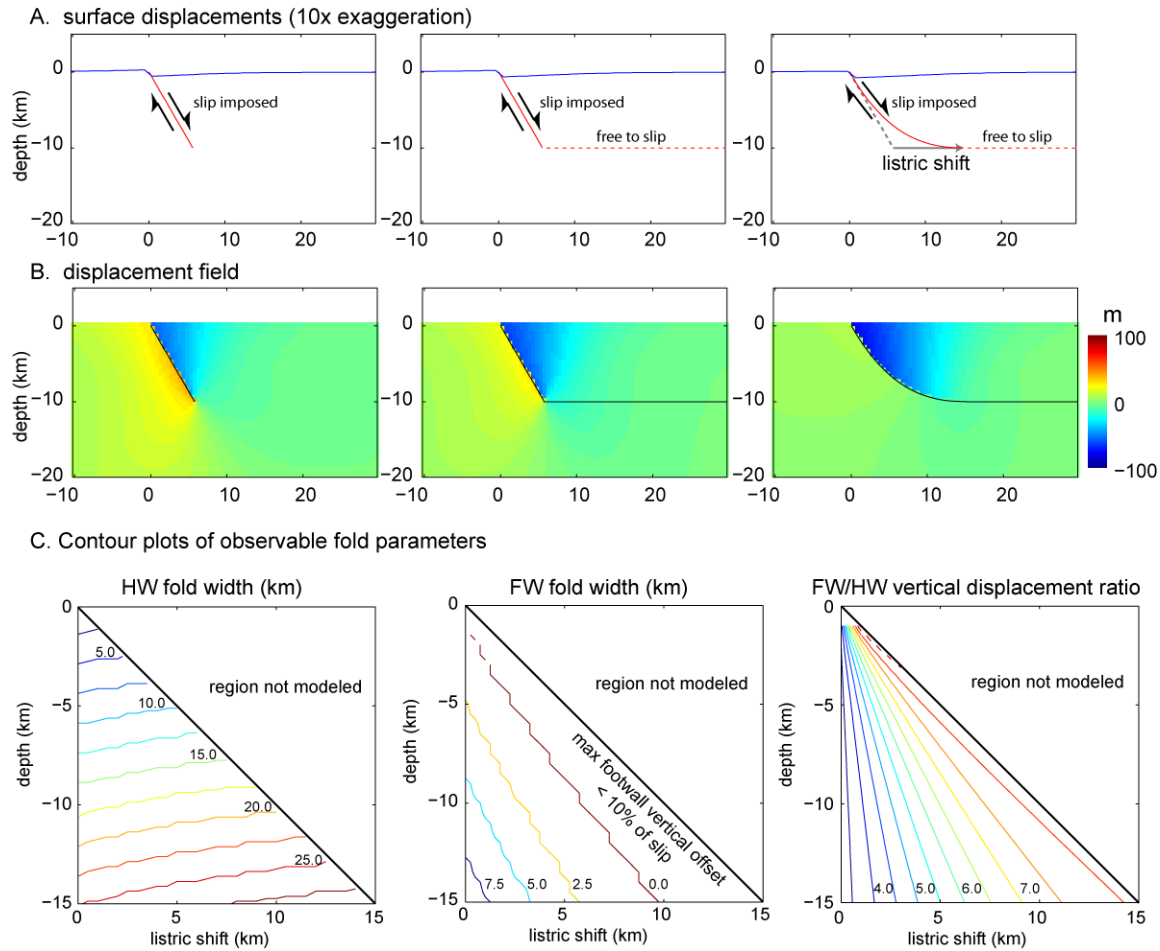 A. surface displacements (10x exaggeration)
0
−10
−20
depth (km)
slip imposed
−10 0 10 20
0
−10
−20
slip imposed
free to slip
−10 0 10 20
0
−10
−20
slip imposed
free to slip
listric shift
−10 0 10 20
B. displacement field
0
−10
−20
depth (km)
−10 0 10 20
0
−10
−20
−10 0 10 20
0
−10
−20
−10 0 10 20
m
100
0
−100
C. Contour plots of observable fold parameters
HW fold width (km)
0
−5
−10
−15
depth (km)
5.0
10.0
15.0
20.0
25.0
region not modeled
0 5 10 15
listric shift (km)
FW fold width (km)
0
−5
−10
−15
depth (km)
region not modeled
max footwall vertical offset
< 10% of slip
7.5 5.0 2.5 0.0
0 5 10 15
listric shift (km)
FW/HW vertical displacement ratio
0
−5
−10
−15
depth (km)
region not modeled
4.0 5.0 6.0 9.0
0 5 10 15
listric shift (km)